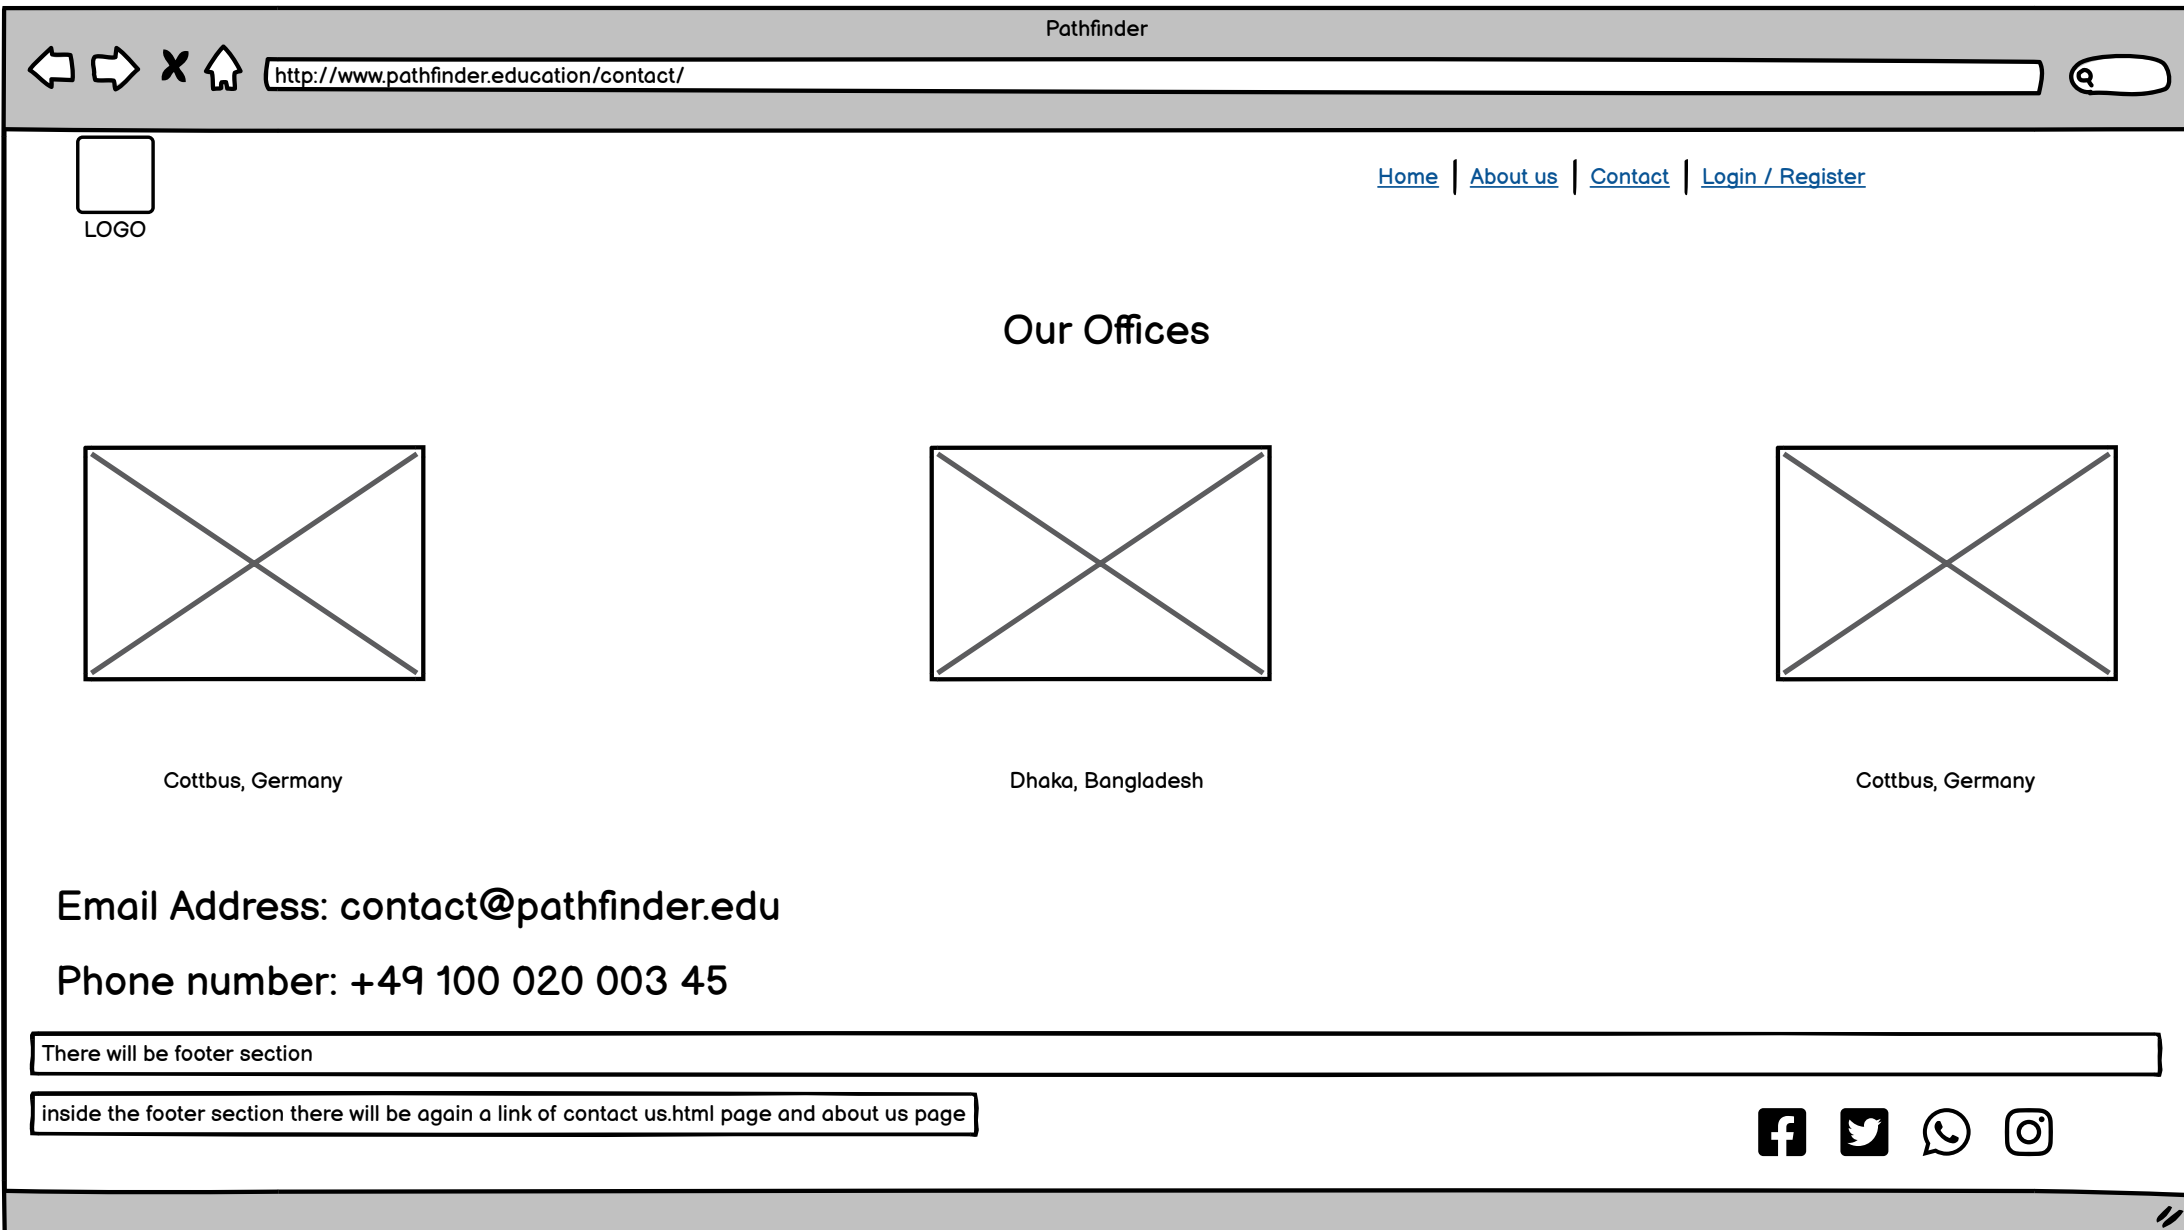 Pathfinder
http://www.pathfinder.education/contact/
LOGO
Home
About us
Contact
Login / Register
Our Offices
Cottbus, Germany
Dhaka, Bangladesh
Cottbus, Germany
Email Address: contact@pathfinder.edu
Phone number: +49 100 020 003 45
There will be footer section
inside the footer section there will be again a link of contact us.html page and about us page